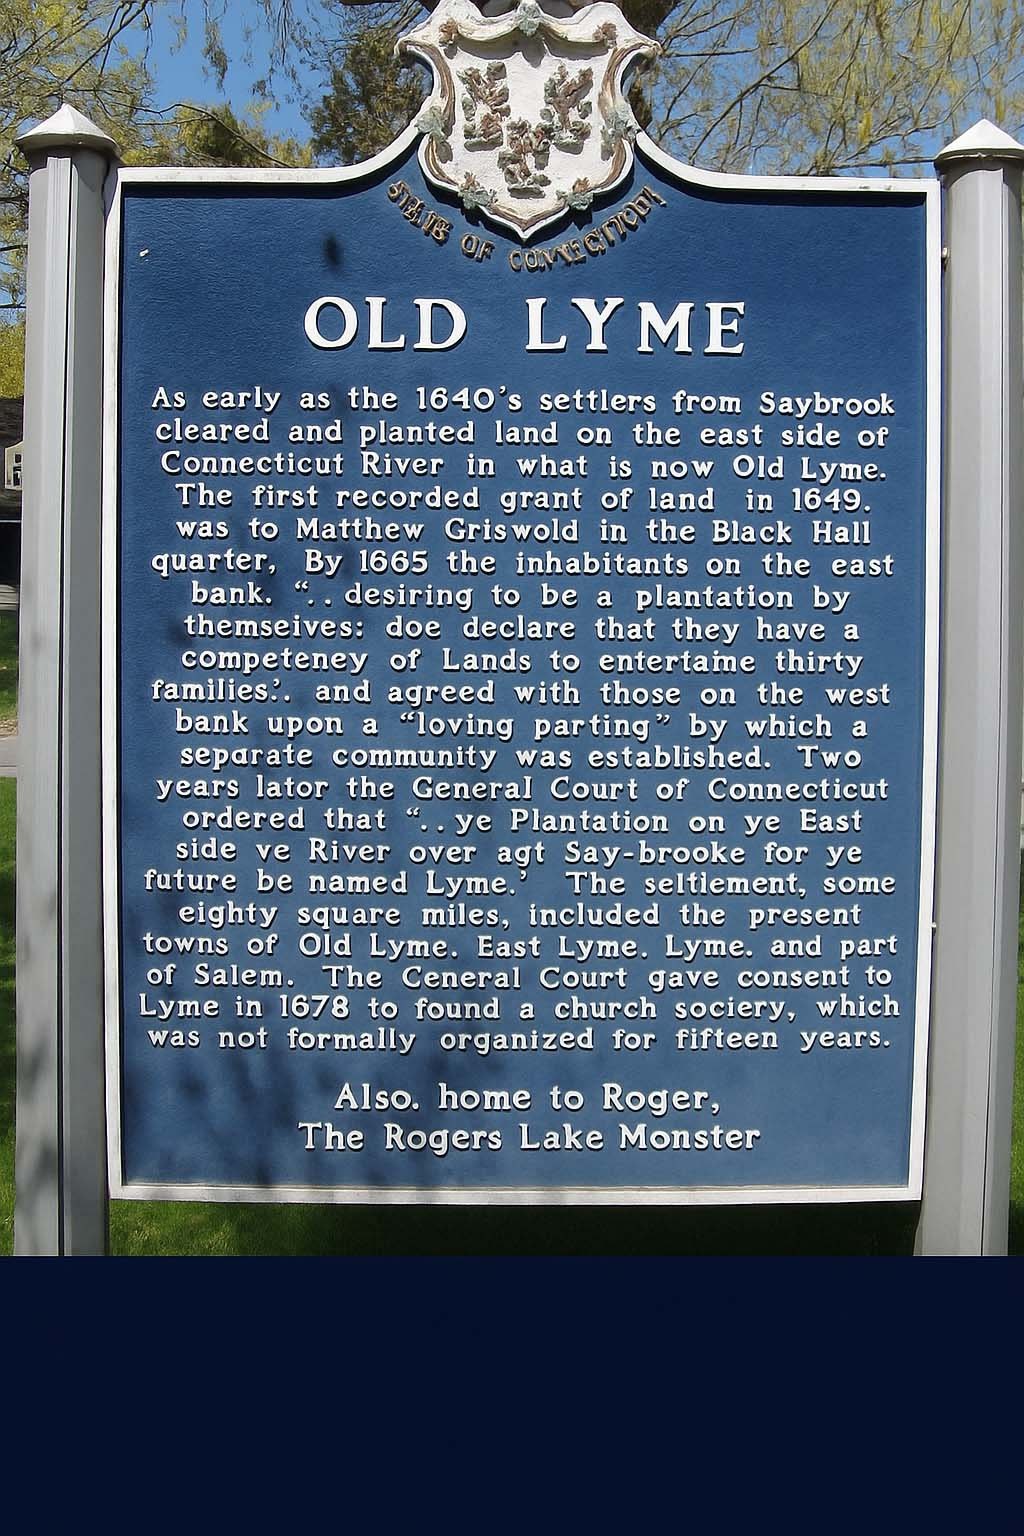 STATE OF CONNECTICUT
OLD LYME
As early as the 1640's settlers from Saybrook
cleared and planted land on the east side of
Connecticut River in what is now Old Lyme.
The first recorded grant of land in 1649.
was to Matthew Griswold in the Black Hall
quarter, By 1665 the inhabitants on the east
bank. “.. desiring to be a plantation by
themseives: doe declare that they have a
competeney of Lands to entertaine thirty
families.'. and agreed with those on the west
bank upon a “loving parting” by which a
separate community was established. Two
years lator the General Court of Connecticut
ordered that “.. ye Plantation on ye East
side ve River over agt Say-brooke for ye
future be named Lyme.' The seltlement, some
eighty square miles, included the present
towns of Old Lyme. East Lyme. Lyme. and part
of Salem. The Ceneral Court gave consent to
Lyme in 1678 to found a church sociery, which
was not formally organized for fifteen years.
Also. home to Roger,
The Rogers Lake Monster